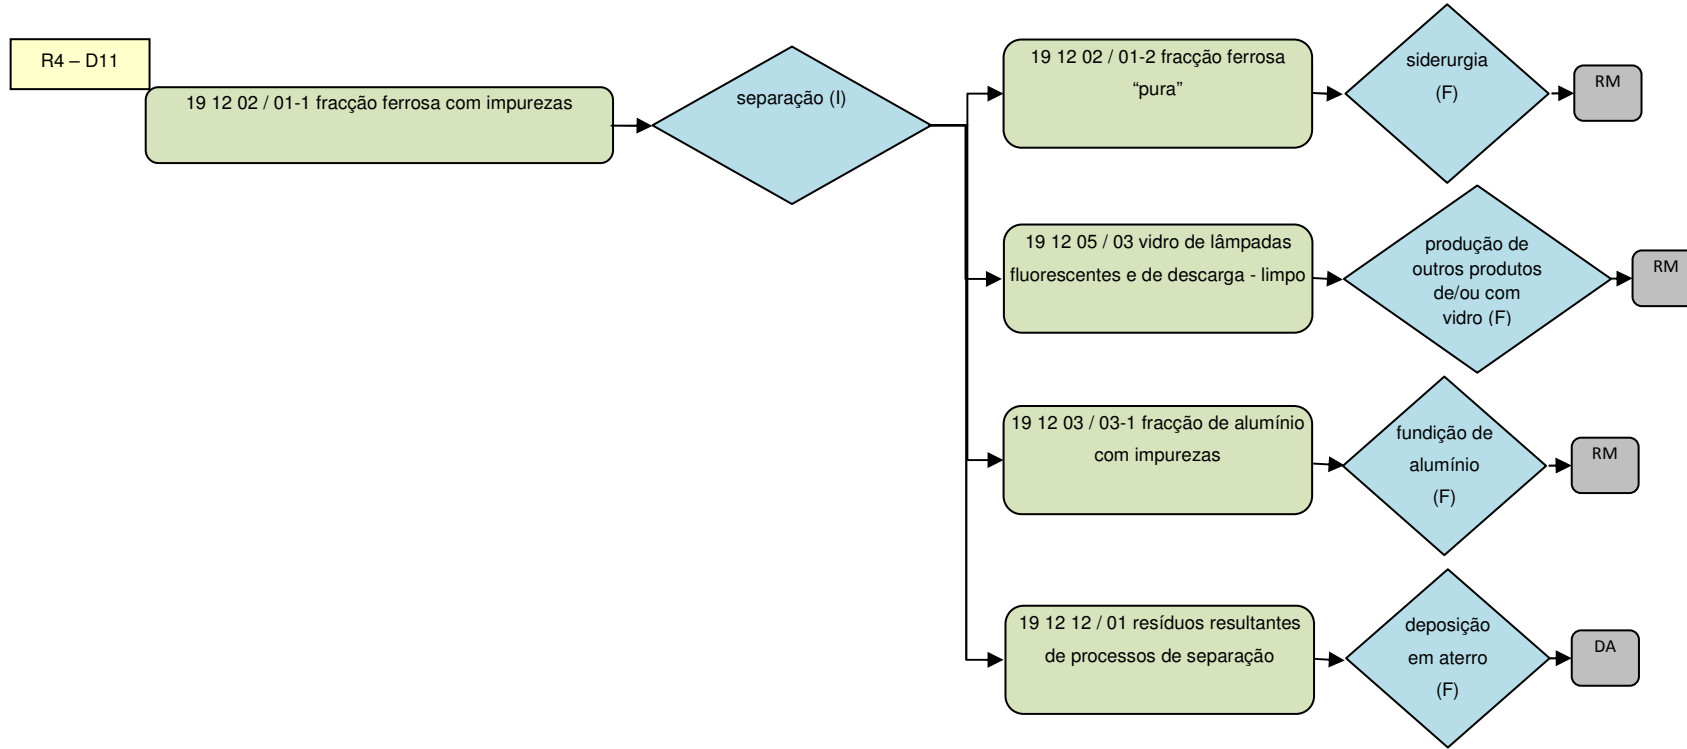 R4 – D11
19 12 02 / 01-1 fracção ferrosa com impurezas
separação (I)
19 12 02 / 01-2 fracção ferrosa
“pura”
siderurgia
(F)
RM
19 12 05 / 03 vidro de lâmpadas
fluorescentes e de descarga - limpo
produção de
outros produtos
de/ou com
vidro (F)
RM
19 12 03 / 03-1 fracção de alumínio
com impurezas
fundição de
alumínio
(F)
RM
19 12 12 / 01 resíduos resultantes
de processos de separação
deposição
em aterro
(F)
DA